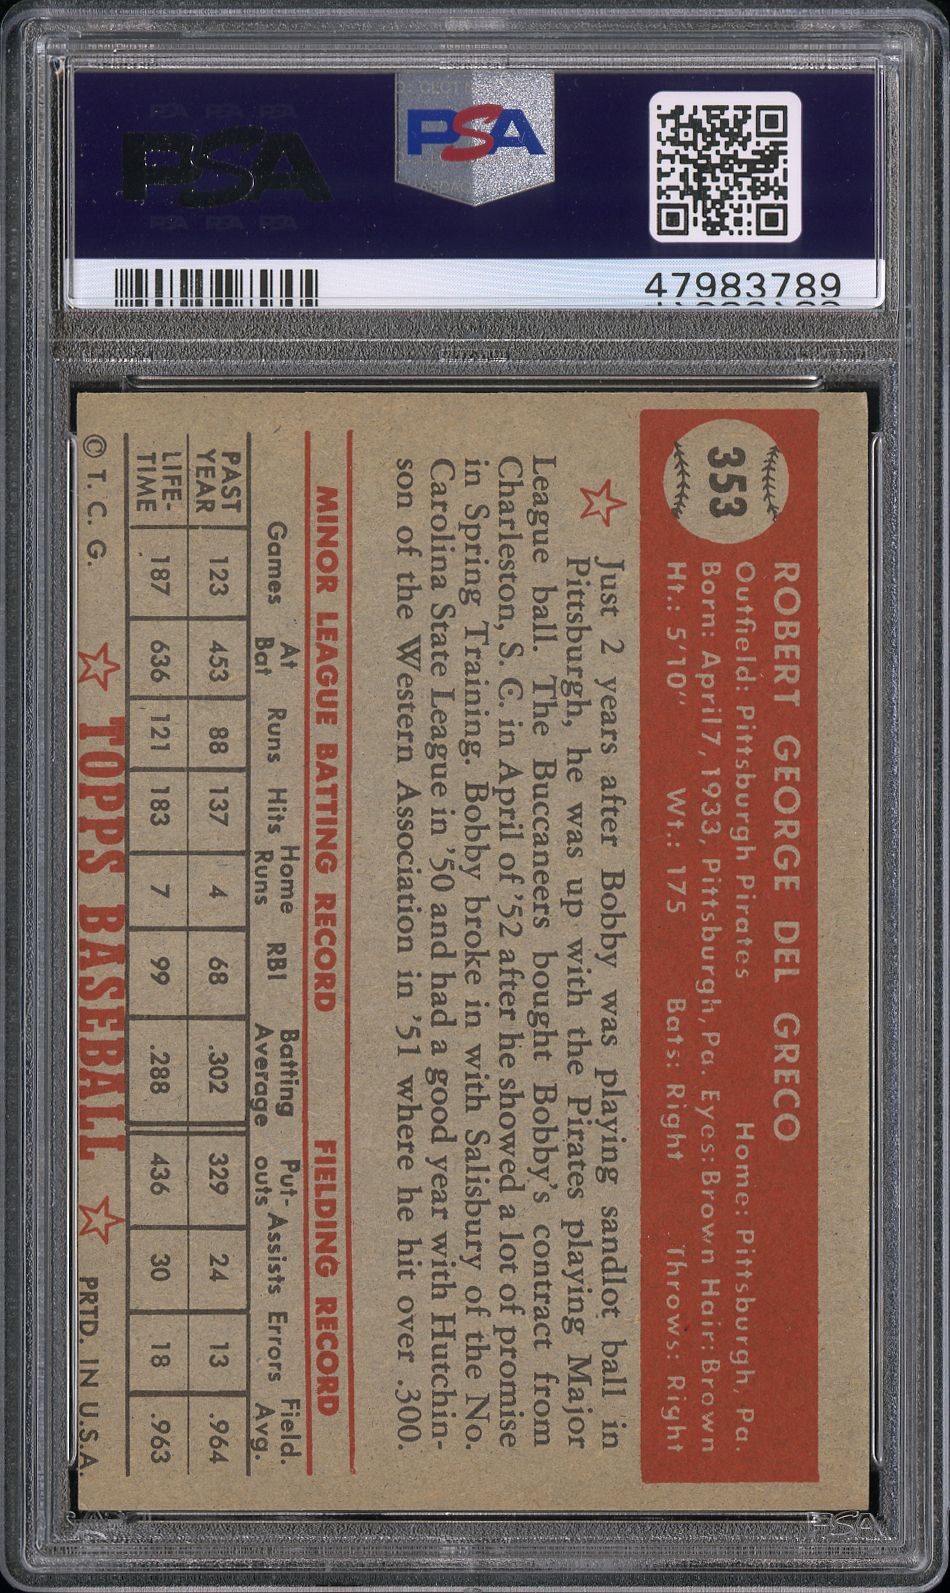 PSA PSA PSA
PSA
PSA PSA PSA
PSA
47983789
353
ROBERT GEORGE DEL GRECO
Outfield: Pittsburgh Pirates Home: Pittsburgh, Pa.
Born: April 7, 1933, Pittsburgh, Pa. Eyes: Brown Hair: Brown
Ht.: 5'10" Wt.: 175 Bats: Right Throws: Right
Just 2 years after Bobby was playing sandlot ball in
Pittsburgh, he was up with the Pirates playing Major
League ball. The Buccaneers bought Bobby's contract from
Charleston, S. C. in April of '52 after he showed a lot of promise
in Spring Training. Bobby broke in with Salisbury of the No.
Carolina State League in '50 and had a good year with Hutchin-
son of the Western Association in '51 where he hit over .300.
MINOR LEAGUE BATTING RECORD FIELDING RECORD
Games At Bat Runs Hits Home Runs RBI Batting Average Put-outs Assists Errors Field. Avg.
PAST YEAR 123 453 88 137 4 68 .302 329 24 13 .964
LIFE-TIME 187 636 121 183 7 99 .288 436 30 18 .963
© T. C. G. TOPPS BASEBALL PRTD. IN U.S.A.
PSA